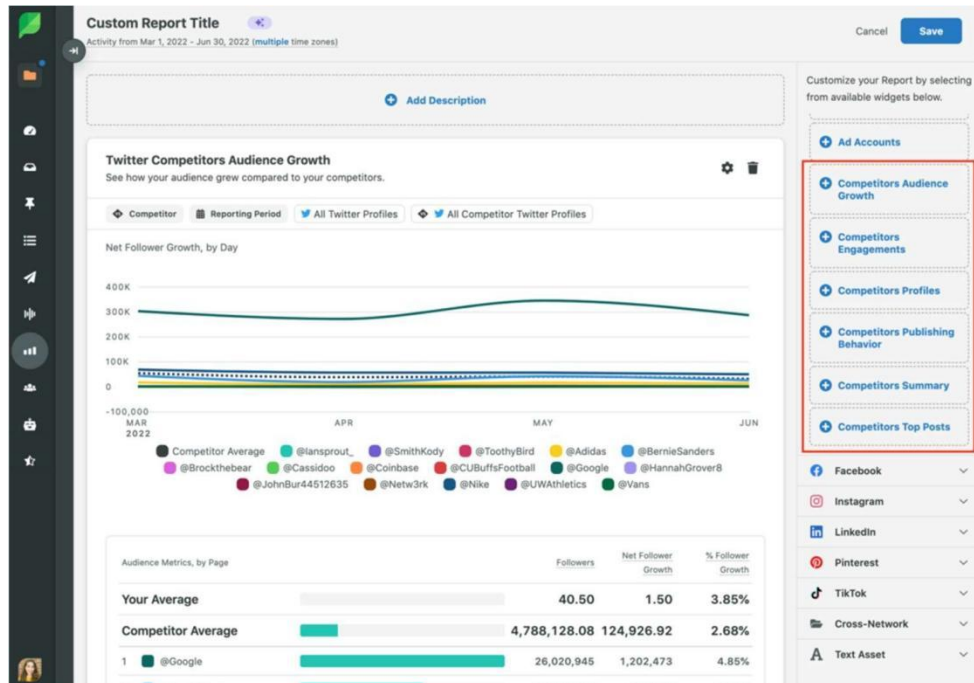 Custom Report Title
Activity from Mar 1, 2022 - Jun 30, 2022 (multiple time zones)
Cancel
Save
Add Description
Twitter Competitors Audience Growth
See how your audience grew compared to your competitors.
Competitor
Reporting Period
All Twitter Profiles
All Competitor Twitter Profiles
Net Follower Growth, by Day
400K
300K
200K
100K
0
-100,000
MAR APR MAY JUN
2022
Competitor Average @lansprout_ @SmithKody @ToothyBird @Adidas @BernieSanders
@Brockthebear @Cassidoo @Coinbase @CUBuffsFootball @Google @HannahGrover8
@JohnBur44512635 @Netw3rk @Nike @UWAthletics @Vans
Audience Metrics, by Page Followers Net Follower Growth % Follower Growth
Your Average 40.50 1.50 3.85%
Competitor Average 4,788,128.08 124,926.92 2.68%
1 @Google 26,020,945 1,202,473 4.85%
Customize your Report by selecting
from available widgets below.
Ad Accounts
Competitors Audience
Growth
Competitors
Engagements
Competitors Profiles
Competitors Publishing
Behavior
Competitors Summary
Competitors Top Posts
Facebook
Instagram
LinkedIn
Pinterest
TikTok
Cross-Network
Text Asset